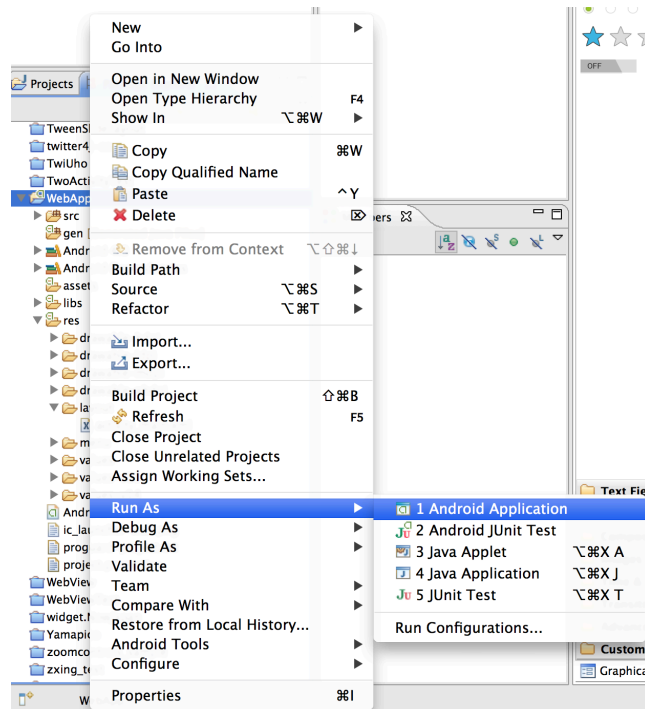 New
Go Into
Open in New Window
Open Type Hierarchy F4
Show In ⌥⌘W
Copy ⌘W
Copy Qualified Name
Paste ^Y
Delete ⌦
Remove from Context ⌥⇧⌘↓
Build Path
Source ⌥⌘S
Refactor ⌥⌘T
Import...
Export...
Build Project ⇧⌘B
Refresh F5
Close Project
Close Unrelated Projects
Assign Working Sets...
Run As
Debug As
Profile As
Validate
Team
Compare With
Restore from Local History...
Android Tools
Configure
Properties ⌘I
1 Android Application
2 Android JUnit Test
3 Java Applet ⌥⌘X A
4 Java Application ⌥⌘X J
5 JUnit Test ⌥⌘X T
Run Configurations...
Projects
TweenS
twitter4
TwiUho
TwoActi
WebApp
src
gen
Andr
Andr
asset
libs
res
dr
dr
dr
dr
la
m
va
va
va
Andr
ic_lau
prog
proje
WebView
WebView
widget.
Yamapi
zoomco
zxing_te
W
pers
OFF
Text Fie
Custom
Graphica